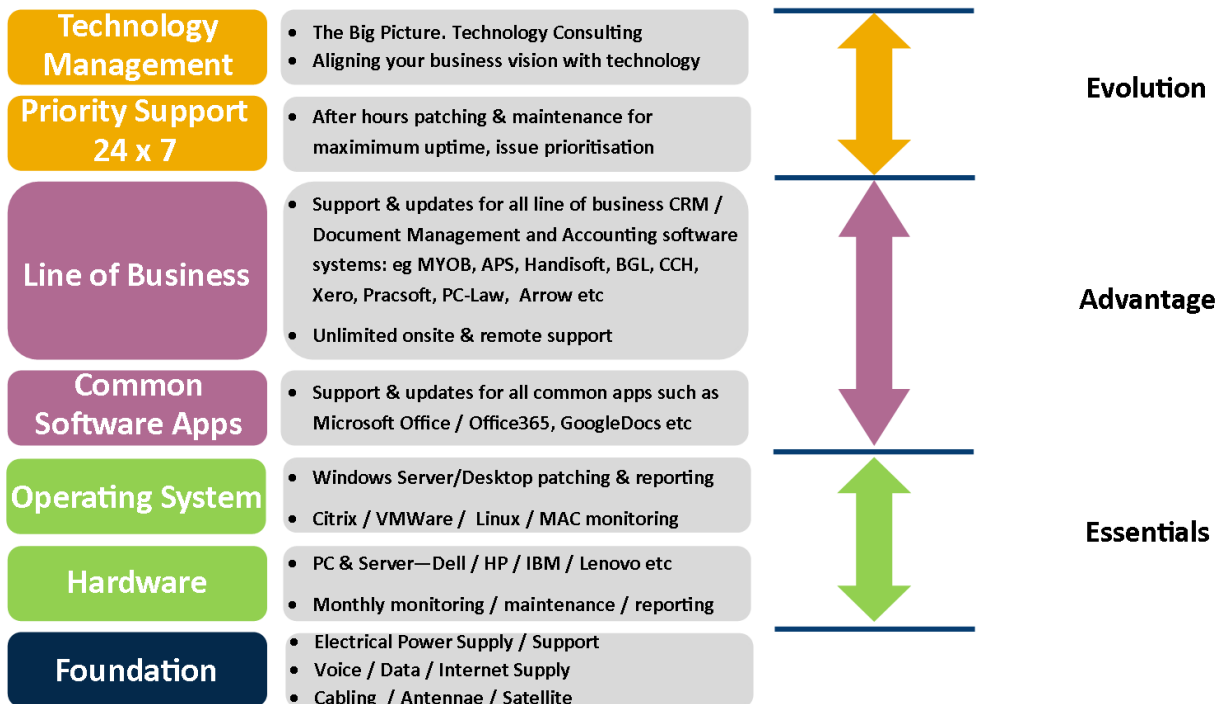 Technology
Management
• The Big Picture. Technology Consulting
• Aligning your business vision with technology
Evolution
Priority Support
24 x 7
• After hours patching & maintenance for
maximimum uptime, issue prioritisation
Line of Business
• Support & updates for all line of business CRM /
Document Management and Accounting software
systems: eg MYOB, APS, Handisoft, BGL, CCH,
Xero, Pracsoft, PC-Law,  Arrow etc
• Unlimited onsite & remote support
Advantage
Common
Software Apps
• Support & updates for all common apps such as
Microsoft Office / Office365, GoogleDocs etc
Operating System
• Windows Server/Desktop patching & reporting
• Citrix / VMWare /  Linux / MAC monitoring
Essentials
Hardware
• PC & Server—Dell / HP / IBM / Lenovo etc
• Monthly monitoring / maintenance / reporting
Foundation
• Electrical Power Supply / Support
• Voice / Data / Internet Supply
• Cabling  / Antennae / Satellite